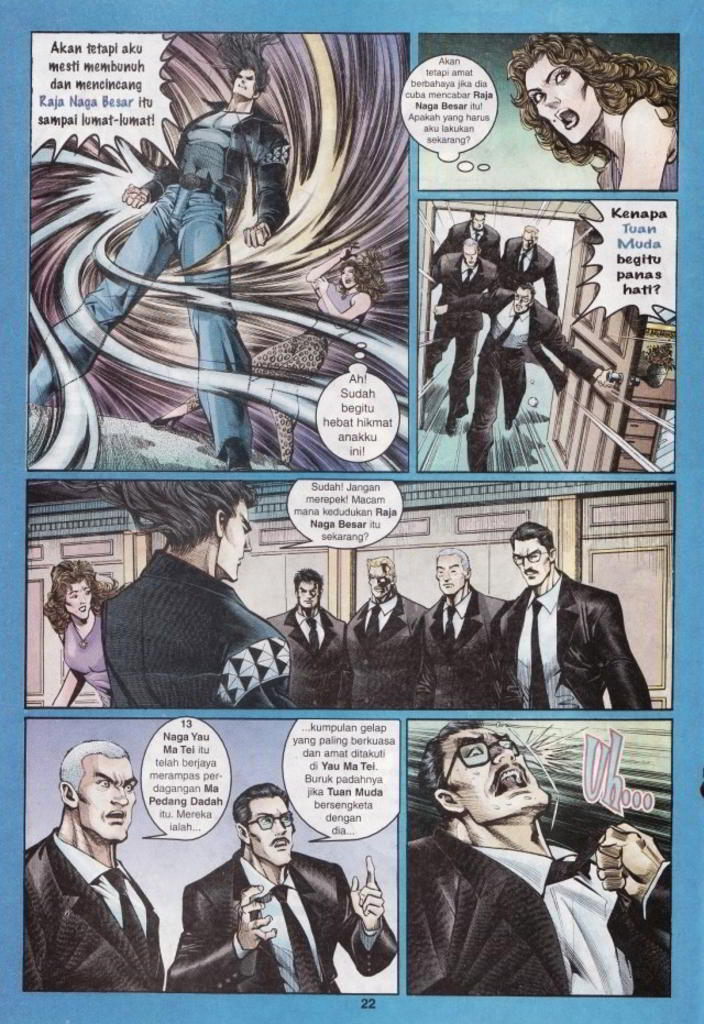 Akan tetapi aku
mesti membunuh
dan mencincang
Raja Naga Besar itu
sampai lumat-lumat!
Ah!
Sudah
begitu
hebat hikmat
anakku
ini!
Akan
tetapi amat
berbahaya jika dia
cuba mencabar Raja
Naga Besar itu!
Apakah yang harus
aku lakukan
sekarang?
Kenapa
Tuan
Muda
begitu
panas
hati?
Sudah! Jangan
merepek! Macam
mana kedudukan Raja
Naga Besar itu
sekarang?
13
Naga Yau
Ma Tei itu
telah berjaya
merampas per-
dagangan Ma
Pedang Dadah
itu. Mereka
ialah...
...kumpulan gelap
yang paling berkuasa
dan amat ditakuti
di Yau Ma Tei.
Buruk padahnya
jika Tuan Muda
bersengketa
dengan
dia...
Uhooo
22